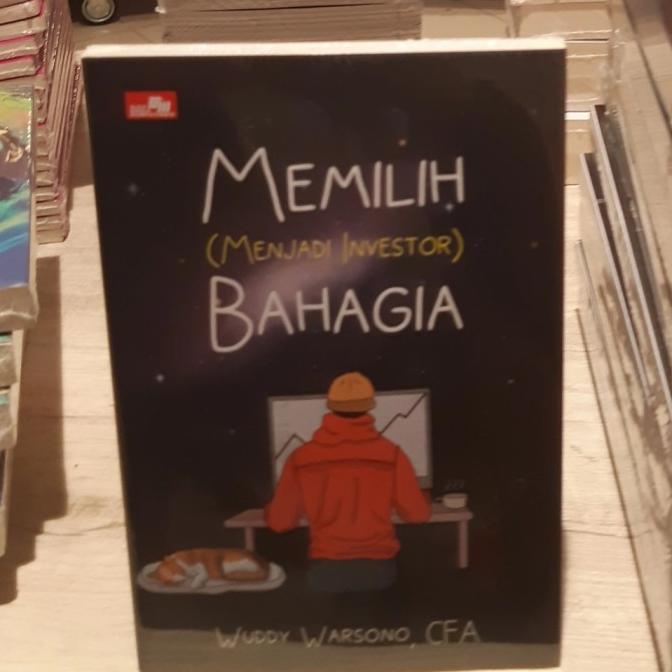 MEMILIH
(MENJADI INVESTOR)
BAHAGIA
WUDDY WARSONO, CFA